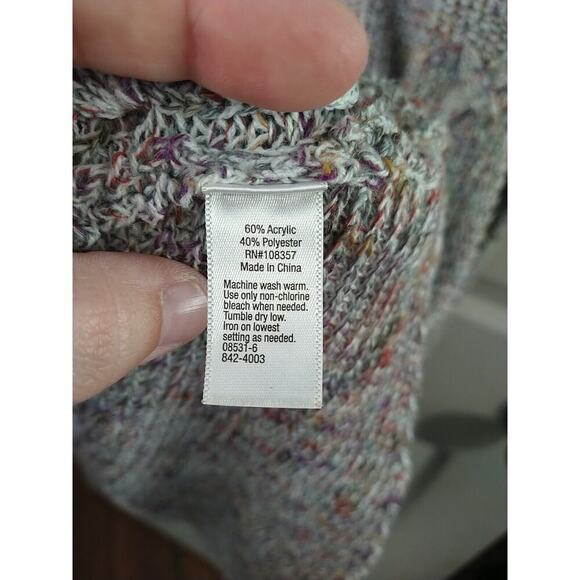 60% Acrylic
40% Polyester
RN#108357
Made in China
Machine wash warm.
Use only non-chlorine
bleach when needed.
Tumble dry low.
Iron on lowest
setting as needed.
08531-6
842-4003